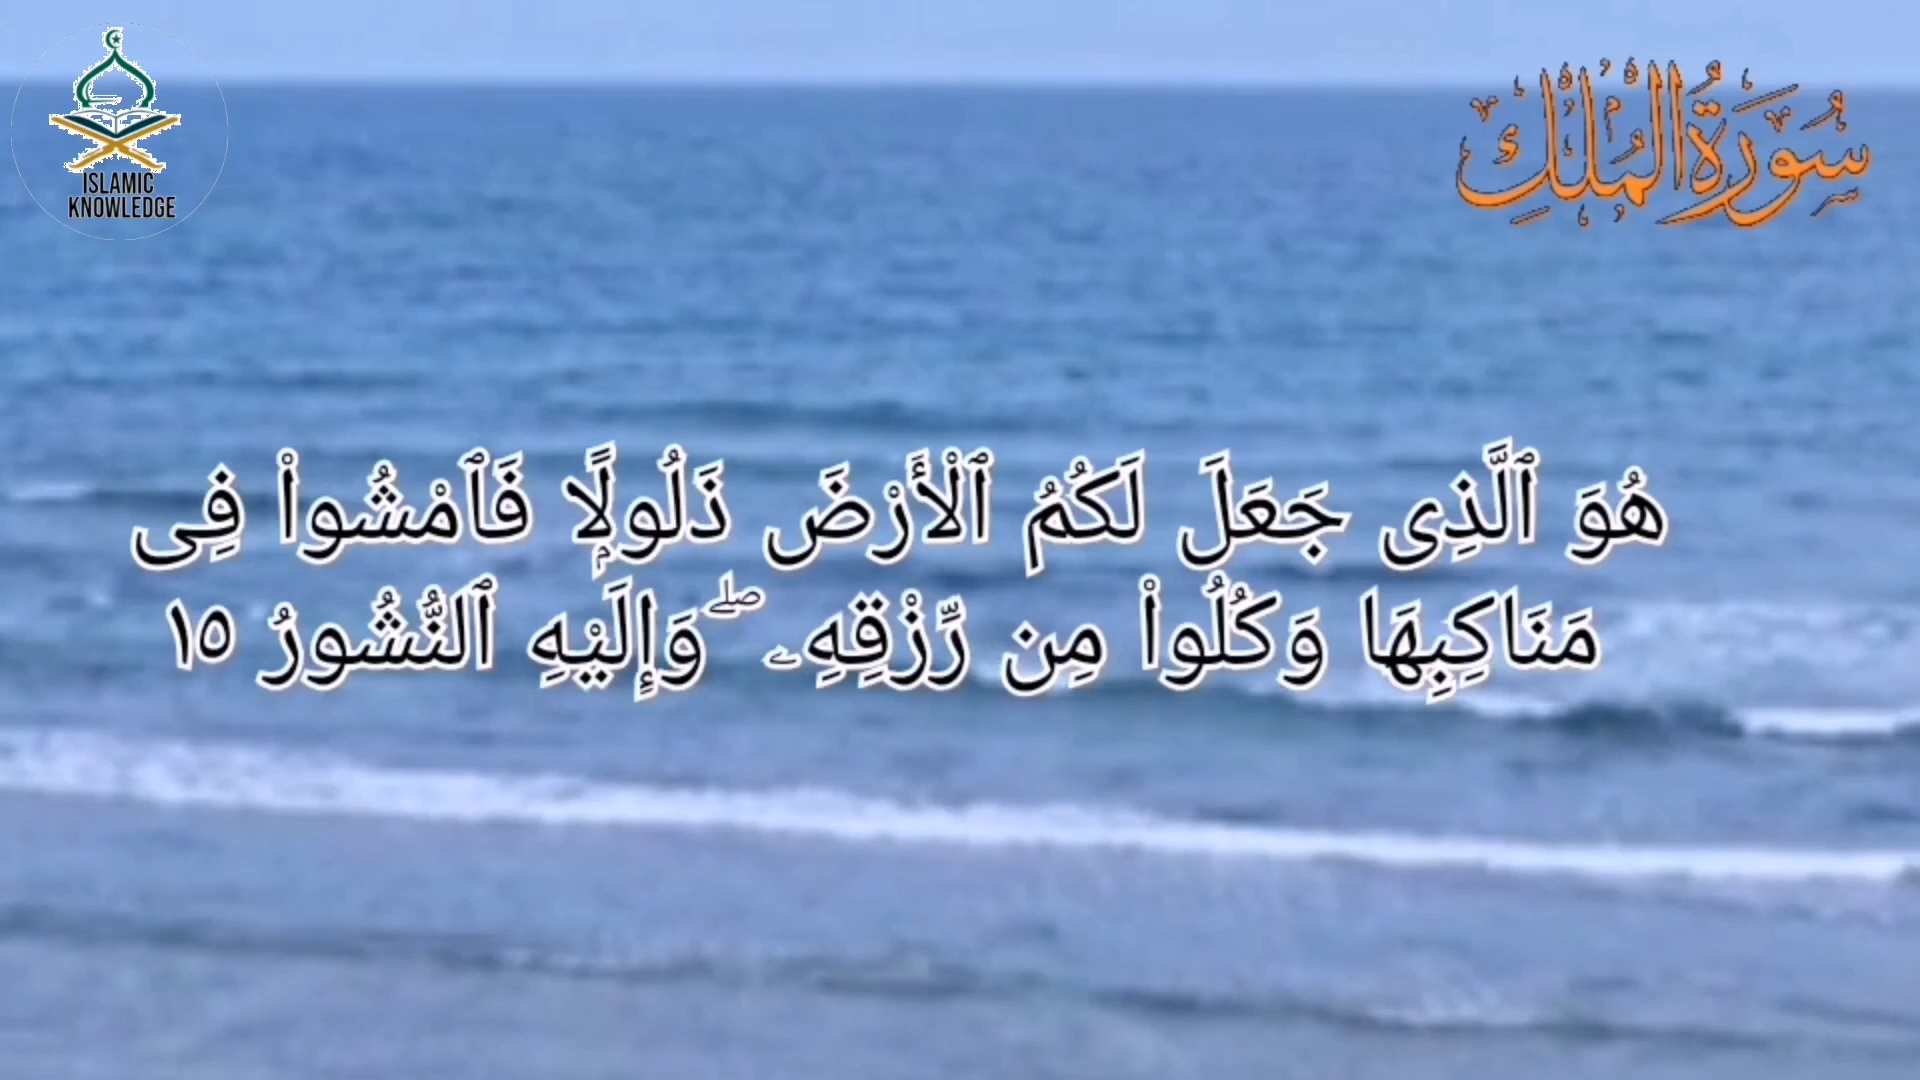 ISLAMIC
KNOWLEDGE
سُورَةُ المُلْكِ
هُوَ ٱلَّذِى جَعَلَ لَكُمُ ٱلْأَرْضَ ذَلُولًۭا فَٱمْشُوا۟ فِى
مَنَاكِبِهَا وَكُلُوا۟ مِن رِّزْقِهِۦ ۖ وَإِلَيْهِ ٱلنُّشُورُ ١٥